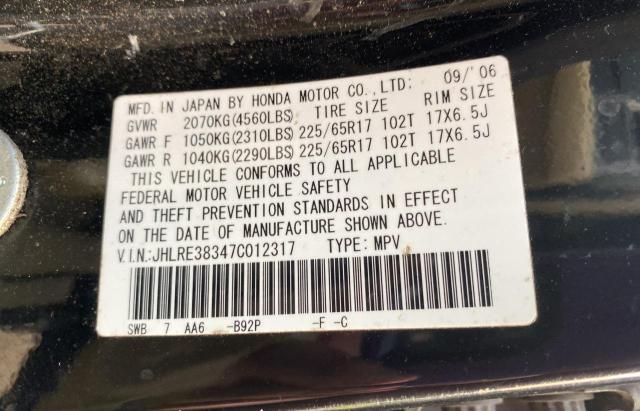 MFD. IN JAPAN BY HONDA MOTOR CO., LTD: 09/'06
GVWR 2070KG(4560LBS) TIRE SIZE RIM SIZE
GAWR F 1050KG(2310LBS) 225/65R17 102T 17X6.5J
GAWR R 1040KG(2290LBS) 225/65R17 102T 17X6.5J
THIS VEHICLE CONFORMS TO ALL APPLICABLE
FEDERAL MOTOR VEHICLE SAFETY
AND THEFT PREVENTION STANDARDS IN EFFECT
ON THE DATE OF MANUFACTURE SHOWN ABOVE.
V.I.N.:JHLRE38347C012317 TYPE: MPV
SWB 7 AA6 -B92P -F -C